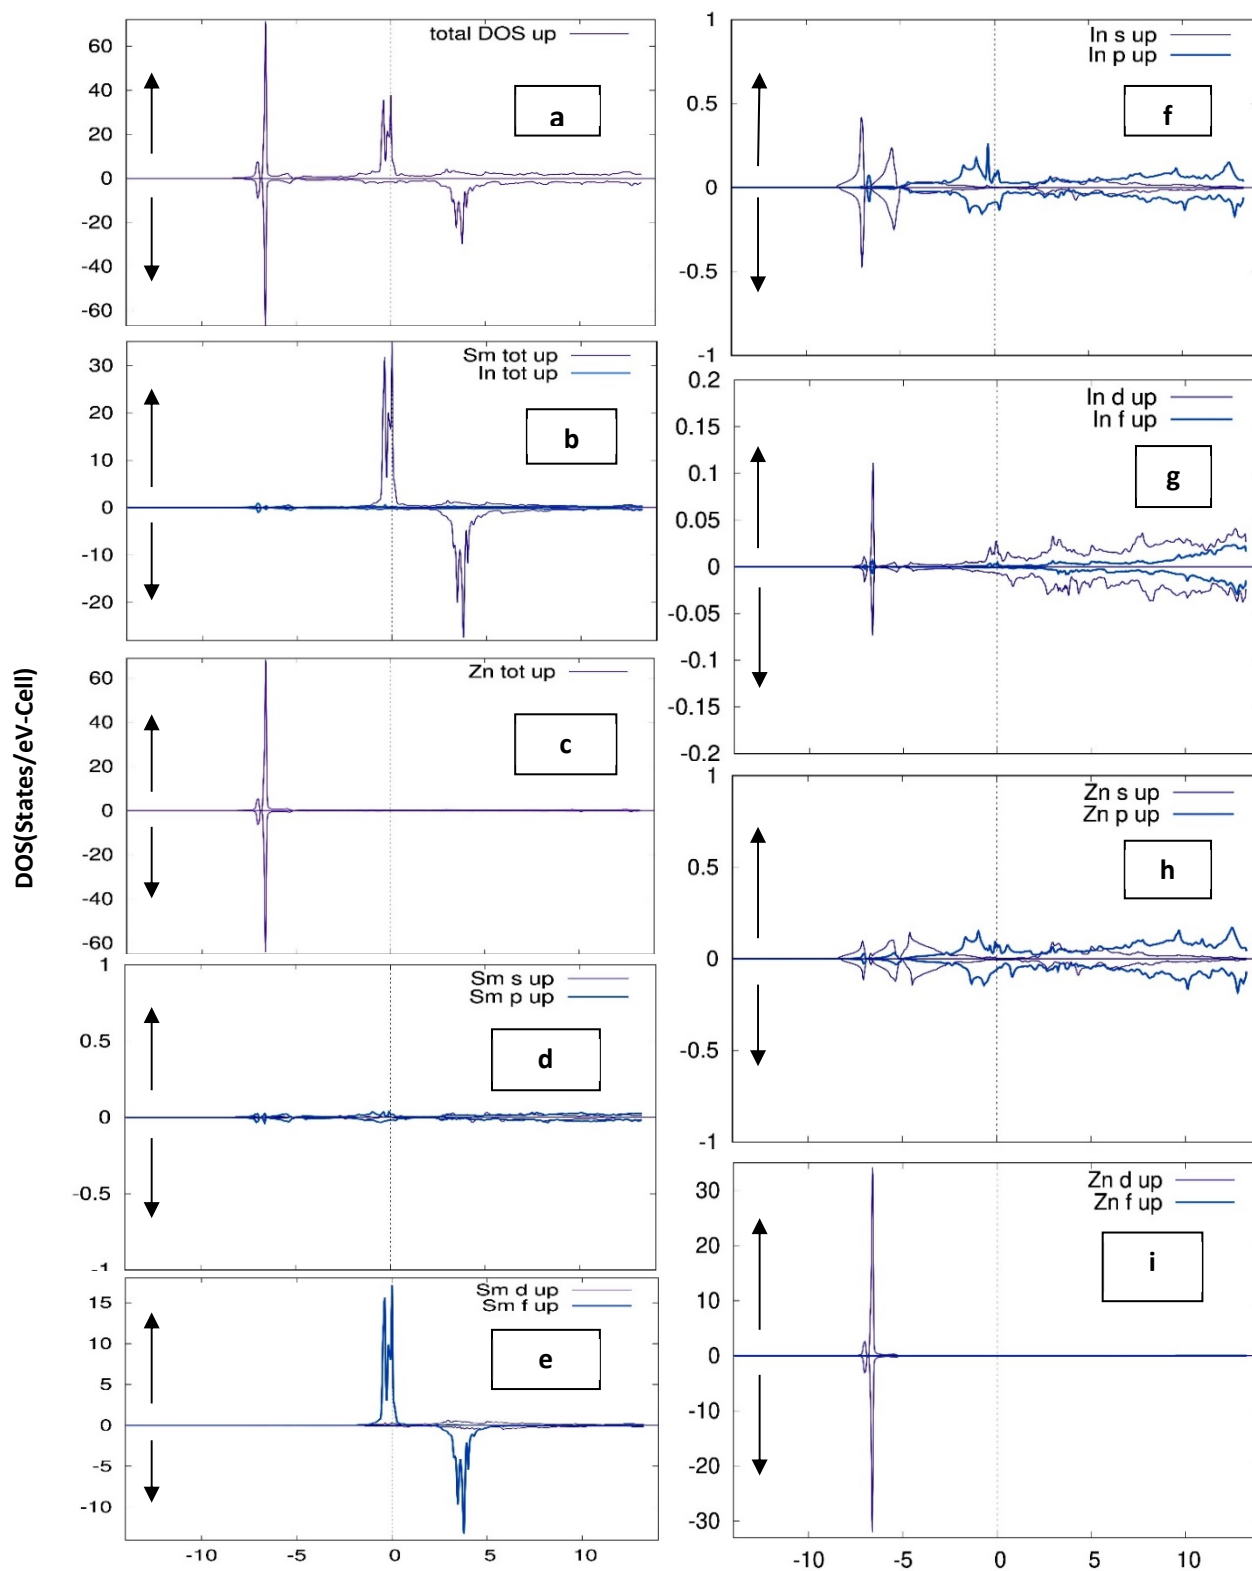 DOS(States/eV-Cell)
total DOS up
a
60
40
20
0
-20
-40
-60
Sm tot up
In tot up
b
30
20
10
0
-10
-20
Zn tot up
c
60
40
20
0
-20
-40
-60
Sm s up
Sm p up
d
1
0.5
0
-0.5
-1
Sm d up
Sm f up
e
15
10
5
0
-5
-10
-10 -5 0 5 10
In s up
In p up
f
1
0.5
0
-0.5
-1
In d up
In f up
g
0.2
0.15
0.1
0.05
0
-0.05
-0.1
-0.15
-0.2
Zn s up
Zn p up
h
1
0.5
0
-0.5
-1
Zn d up
Zn f up
i
30
20
10
0
-10
-20
-30
-10 -5 0 5 10